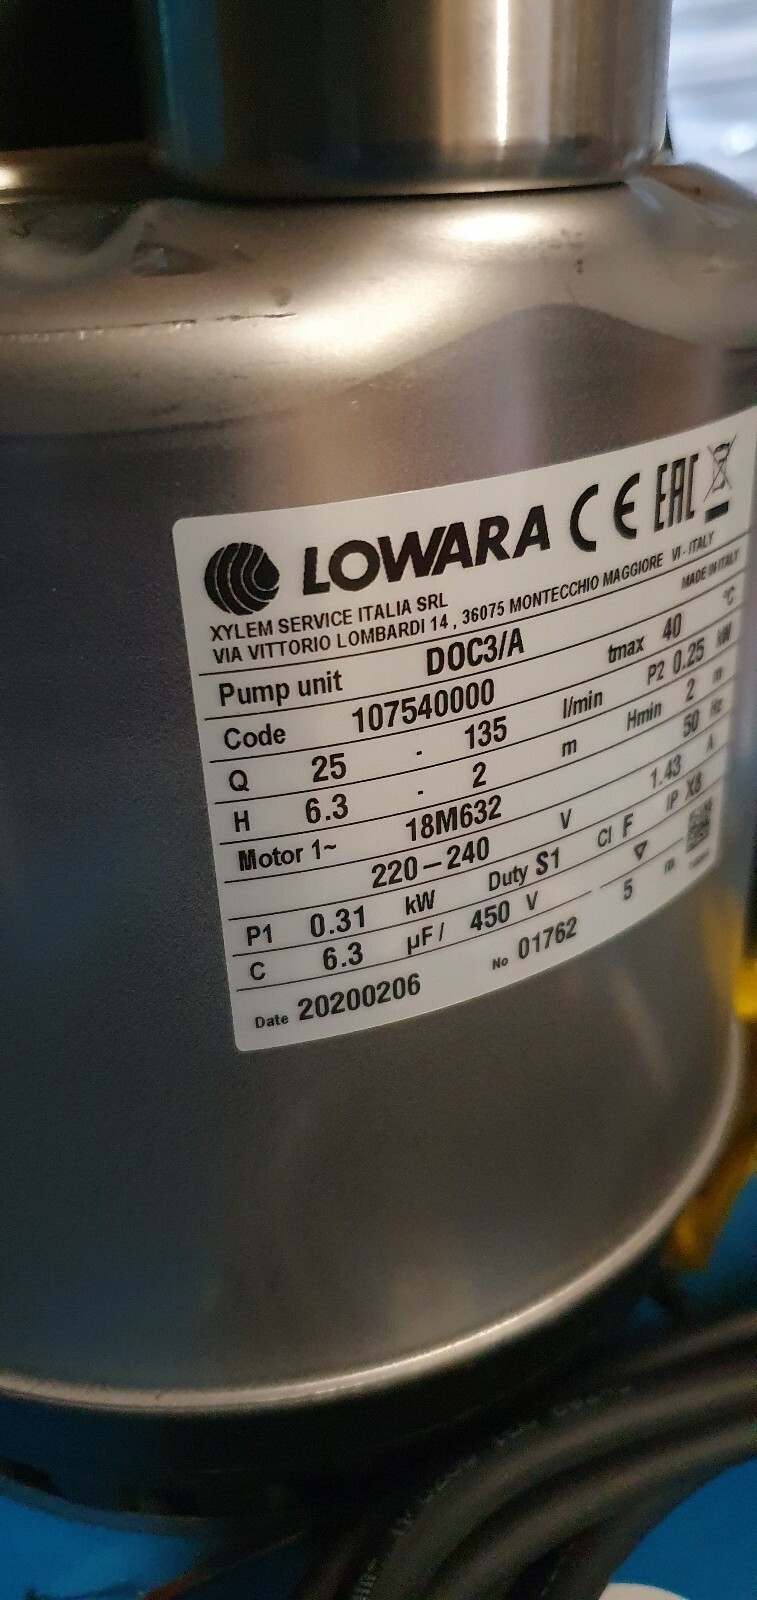 LOWARA CE EAC
XYLEM SERVICE ITALIA SRL
VIA VITTORIO LOMBARDI 14 , 36075 MONTECCHIO MAGGIORE VI - ITALY
MADE IN ITALY
Pump unit DOC3/A tmax 40 °C
Code 107540000 P2 0.25 kW
Q 25 - 135 l/min Hmin 2 m
H 6.3 - 2 m 50 Hz
Motor 1~ 18M632 1.43 A
220-240 V IP X8
P1 0.31 kW Duty S1 Cl F
C 6.3 µF/ 450 V 5 m
Date 20200206 No 01762